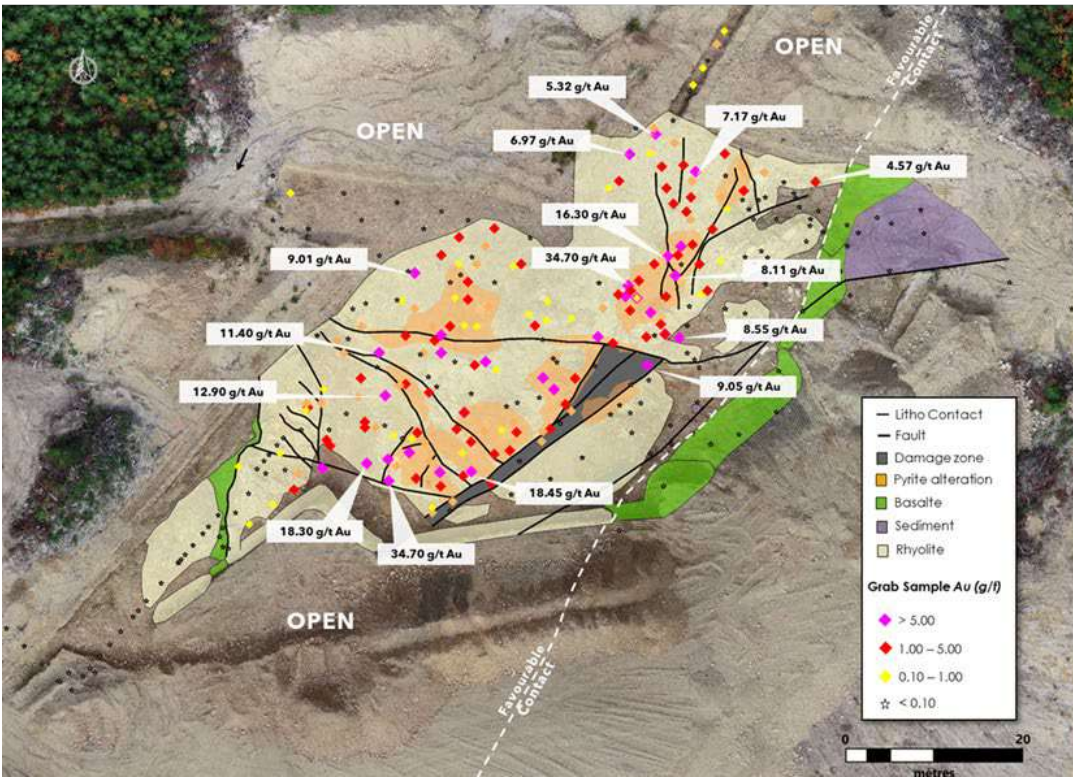 OPEN
Favourable
Contact
5.32 g/t Au
7.17 g/t Au
OPEN
6.97 g/t Au
4.57 g/t Au
16.30 g/t Au
9.01 g/t Au
34.70 g/t Au
8.11 g/t Au
11.40 g/t Au
8.55 g/t Au
12.90 g/t Au
9.05 g/t Au
18.45 g/t Au
18.30 g/t Au
34.70 g/t Au
OPEN
Favourable
Contact
Litho Contact
Fault
Damage zone
Pyrite alteration
Basalte
Sediment
Rhyolite
Grab Sample Au (g/t)
> 5.00
1.00 – 5.00
0.10 – 1.00
< 0.10
0 20
métres